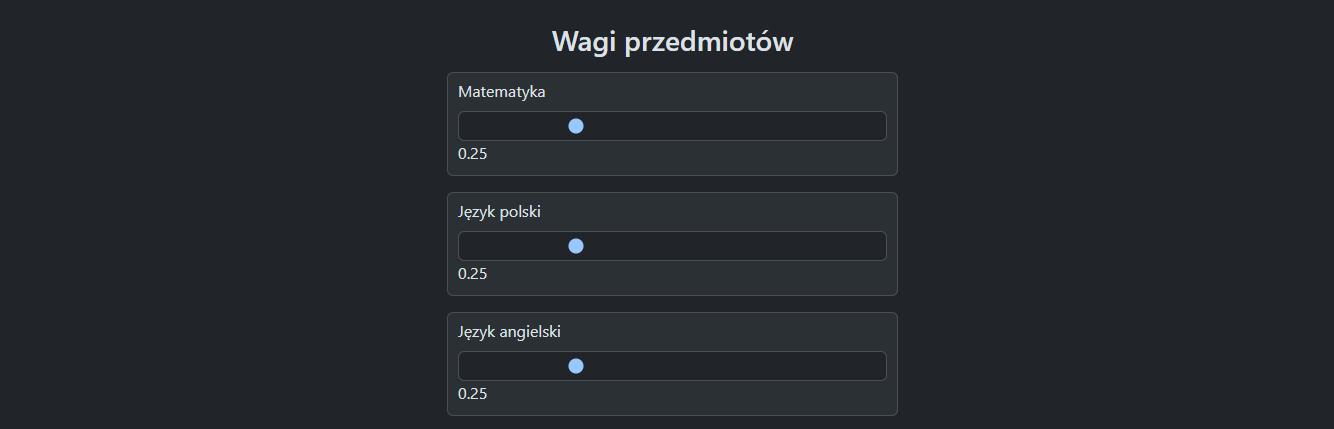 Wagi przedmiotów
Matematyka
0.25
Język polski
0.25
Język angielski
0.25